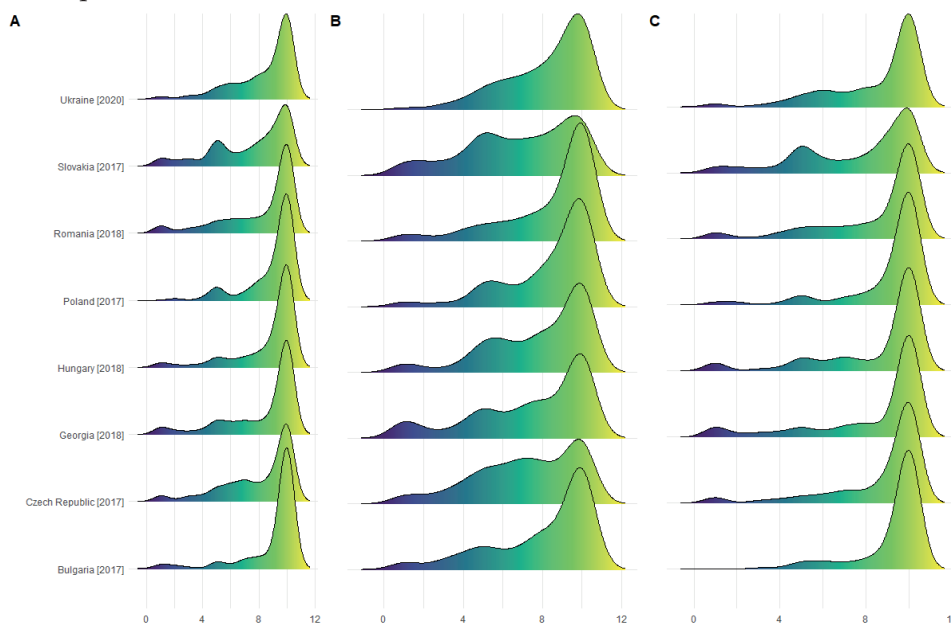 A B C
Ukraine [2020]
Slovakia [2017]
Romania [2018]
Poland [2017]
Hungary [2018]
Georgia [2018]
Czech Republic [2017]
Bulgaria [2017]
0 4 8 12 0 4 8 12 0 4 8 1